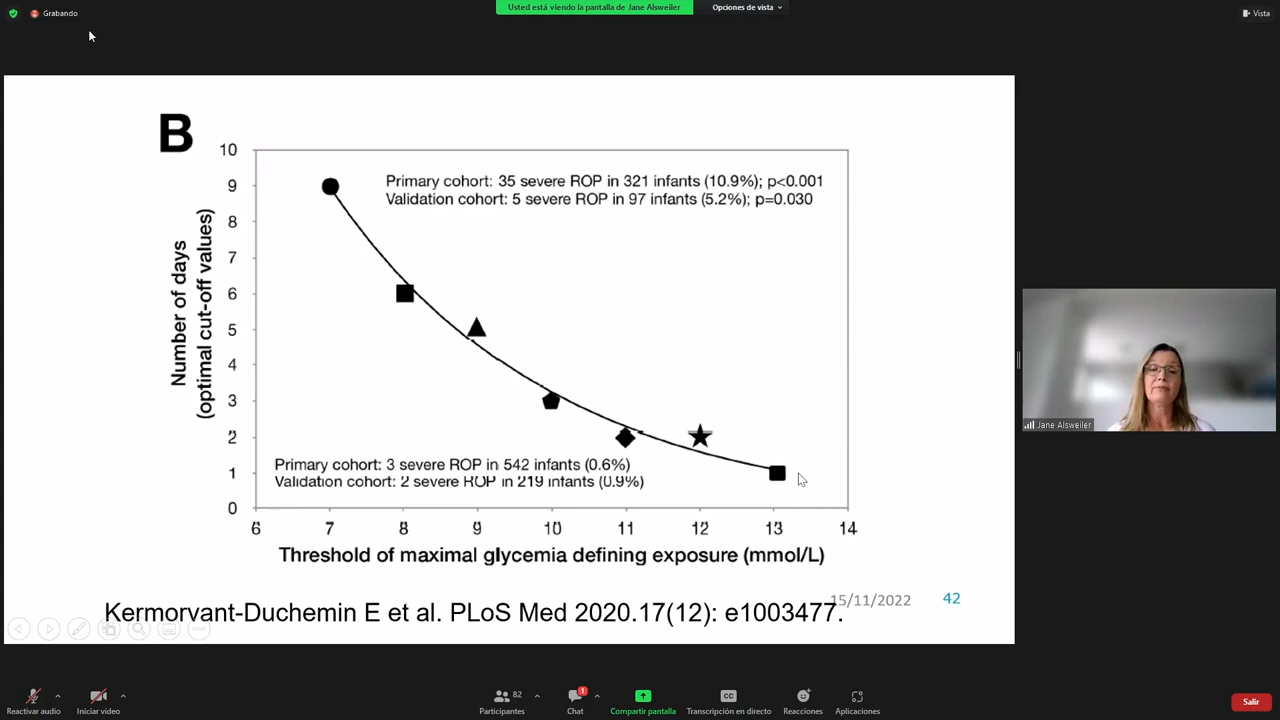 Grabando
Usted está viendo la pantalla de Jane Alsweiler
Opciones de vista
Vista
B
10
9
8
7
6
5
4
3
2
1
0
Number of days
(optimal cut-off values)
Primary cohort: 35 severe ROP in 321 infants (10.9%); p<0.001
Validation cohort: 5 severe ROP in 97 infants (5.2%); p=0.030
Primary cohort: 3 severe ROP in 542 infants (0.6%)
Validation cohort: 2 severe ROP in 219 infants (0.9%)
6 7 8 9 10 11 12 13 14
Threshold of maximal glycemia defining exposure (mmol/L)
15/11/2022 42
Kermorvant-Duchemin E et al. PLoS Med 2020.17(12): e1003477.
Jane Alsweiler
Reactivar audio
Iniciar video
82
Participantes
1
Chat
Compartir pantalla
CC
Transcripción en directo
Reacciones
Aplicaciones
Salir